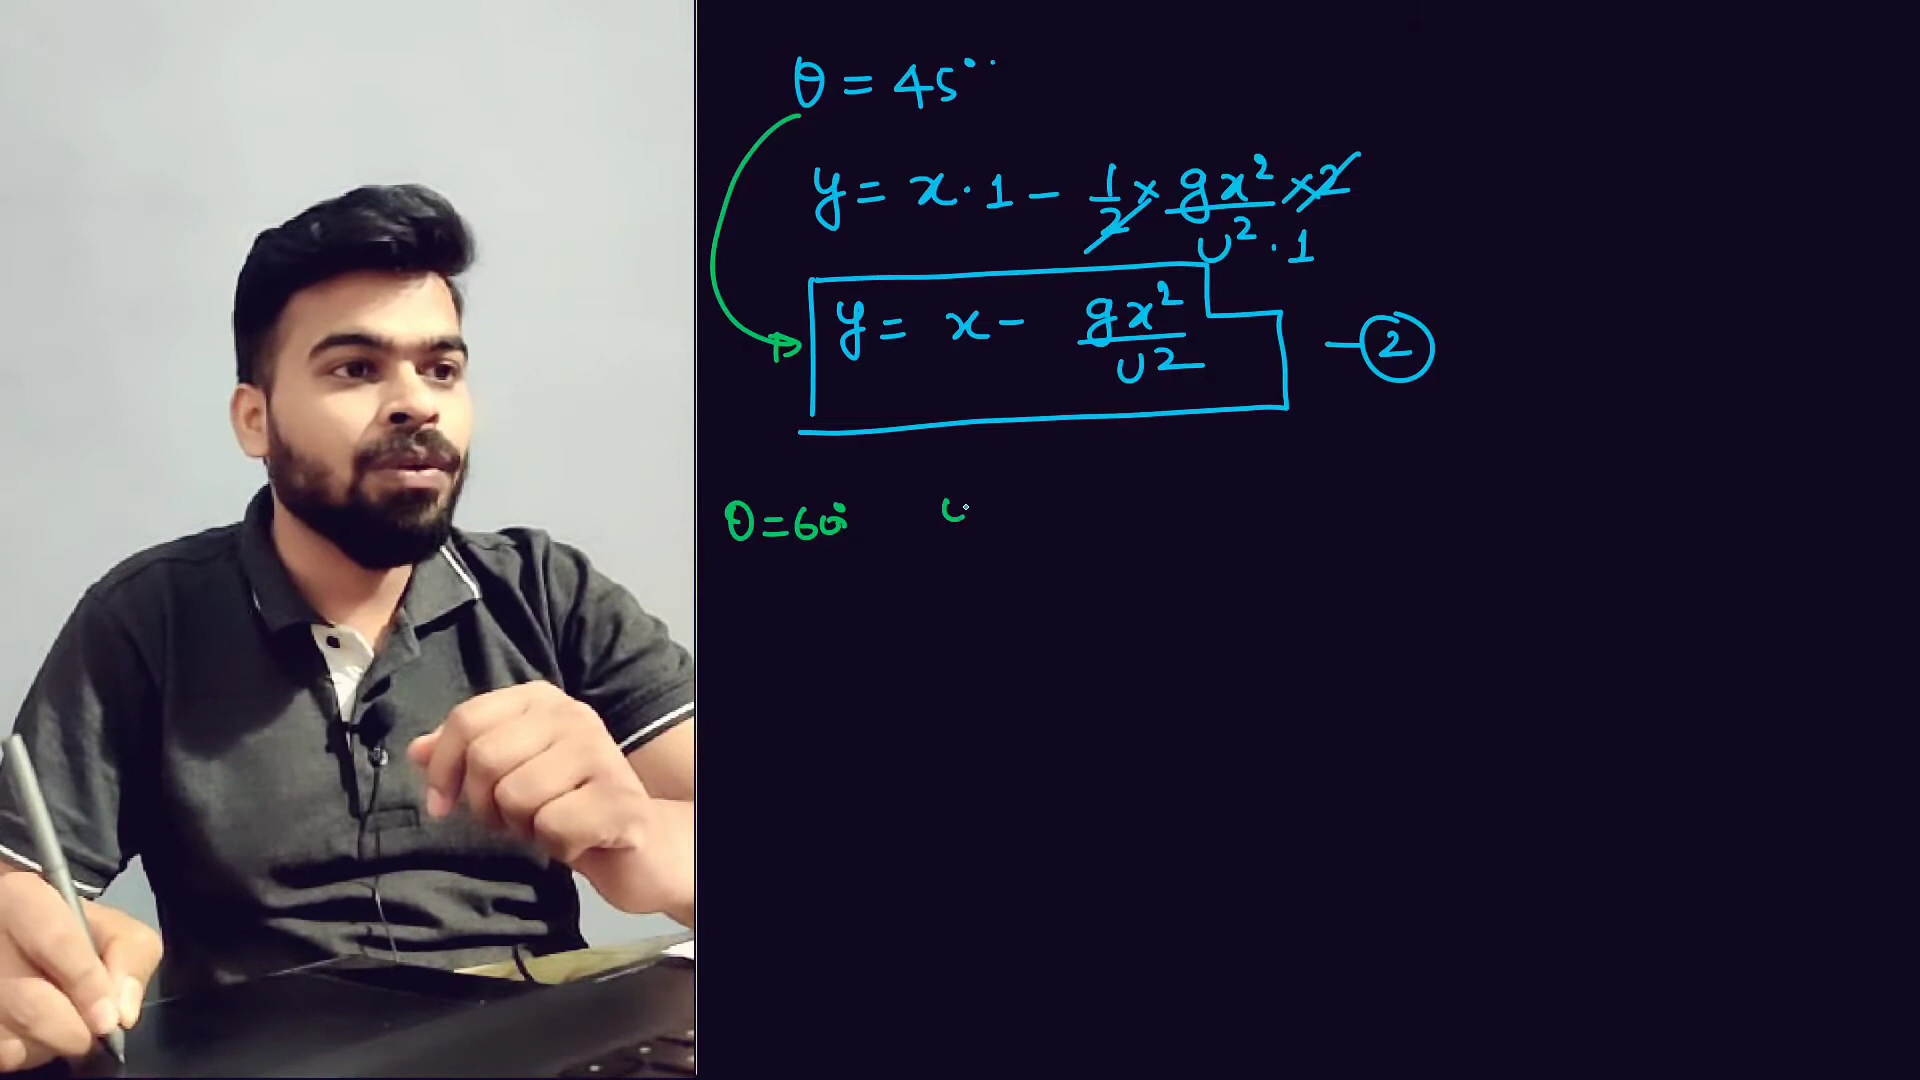 θ = 45°
y = x · 1 - 1/2 × gx²/u² · 1 × 2
y = x - gx²/u² - 2
θ = 60°